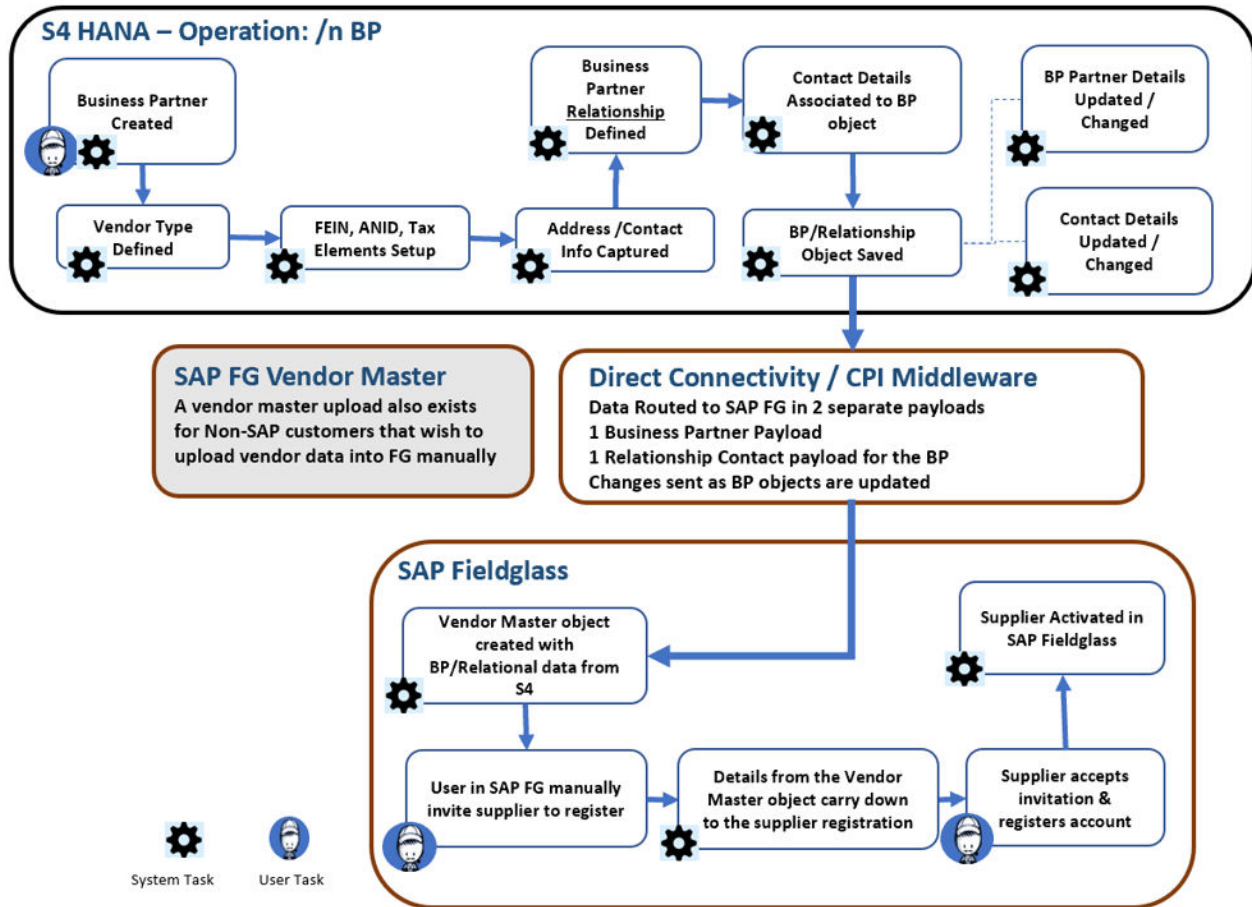 S4 HANA – Operation: /n BP
Business Partner
Created
Vendor Type
Defined
FEIN, ANID, Tax
Elements Setup
Address /Contact
Info Captured
Business
Partner
Relationship
Defined
Contact Details
Associated to BP
object
BP/Relationship
Object Saved
BP Partner Details
Updated /
Changed
Contact Details
Updated /
Changed
SAP FG Vendor Master
A vendor master upload also exists
for Non-SAP customers that wish to
upload vendor data into FG manually
Direct Connectivity / CPI Middleware
Data Routed to SAP FG in 2 separate payloads
1 Business Partner Payload
1 Relationship Contact payload for the BP
Changes sent as BP objects are updated
SAP Fieldglass
Vendor Master object
created with
BP/Relational data from
S4
User in SAP FG manually
invite supplier to register
Details from the Vendor
Master object carry down
to the supplier registration
Supplier accepts
invitation &
registers account
Supplier Activated in
SAP Fieldglass
System Task
User Task